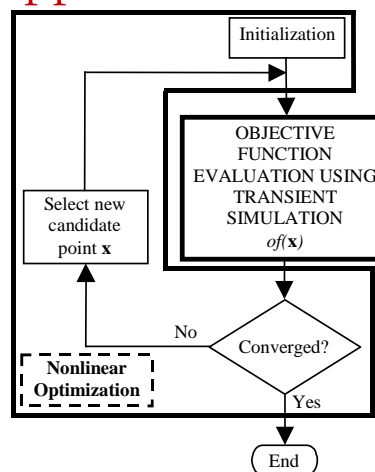 Initialization
OBJECTIVE
FUNCTION
EVALUATION USING
TRANSIENT
SIMULATION
of(x)
Select new
candidate
point x
No
Converged?
Nonlinear
Optimization
Yes
End